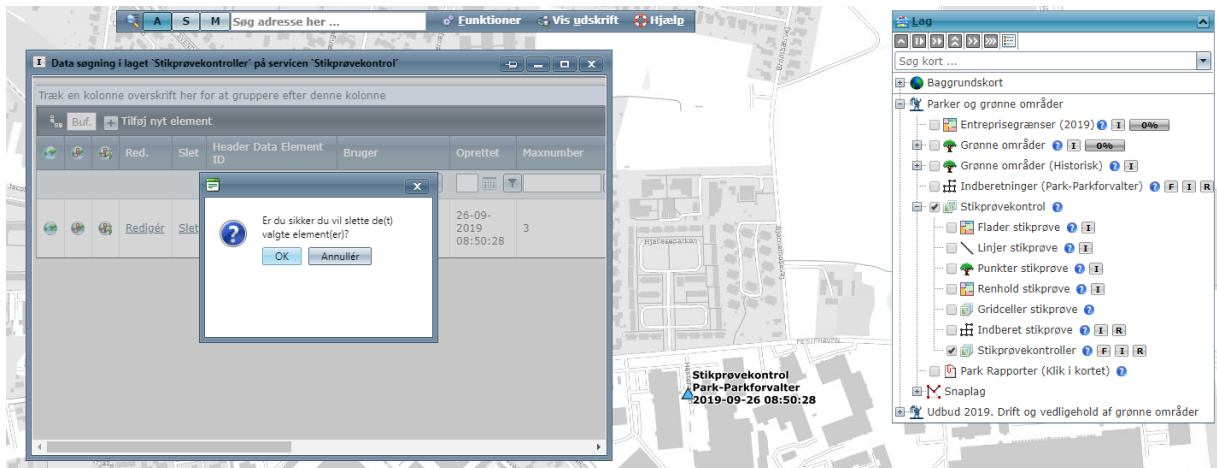 A S M Søg adresse her ... Funktioner Vis udskrift Hjælp
I Data søgning i laget `Stikprøvekontroller´ på servicen `Stikprøvekontrol´
Træk en kolonne overskrift her for at gruppere efter denne kolonne
Buf. Tilføj nyt element
Red. Slet Header Data Element ID Bruger Oprettet Maxnumber
Redigér Slet 26-09-2019 08:50:28 3
Er du sikker du vil slette de(t)
valgte element(er)?
OK Annullér
Hjalleseparken
Stikprøvekontrol
Park-Parkforvalter
2019-09-26 08:50:28
Lag
Søg kort ...
Baggrundskort
Parker og grønne områder
Entreprisegrænser (2019) ? I 0%
Grønne områder ? I 0%
Grønne områder (Historisk) ? I
Indberetninger (Park-Parkforvalter) ? F I R
Stikprøvekontrol ?
Flader stikprøve ? I
Linjer stikprøve ? I
Punkter stikprøve ? I
Renhold stikprøve ? I
Gridceller stikprøve ?
Indberet stikprøve ? I R
Stikprøvekontroller ? F I R
Park Rapporter (Klik i kortet) ?
Snaplag
Udbud 2019. Drift og vedligehold af grønne områder